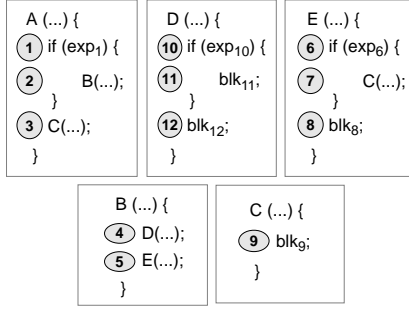 A (...) {
1 if (exp1) {
2 B(...);
}
3 C(...);
}
D (...) {
10 if (exp10) {
11 blk11;
}
12 blk12;
}
E (...) {
6 if (exp6) {
7 C(...);
}
8 blk8;
}
B (...) {
4 D(...);
5 E(...);
}
C (...) {
9 blk9;
}